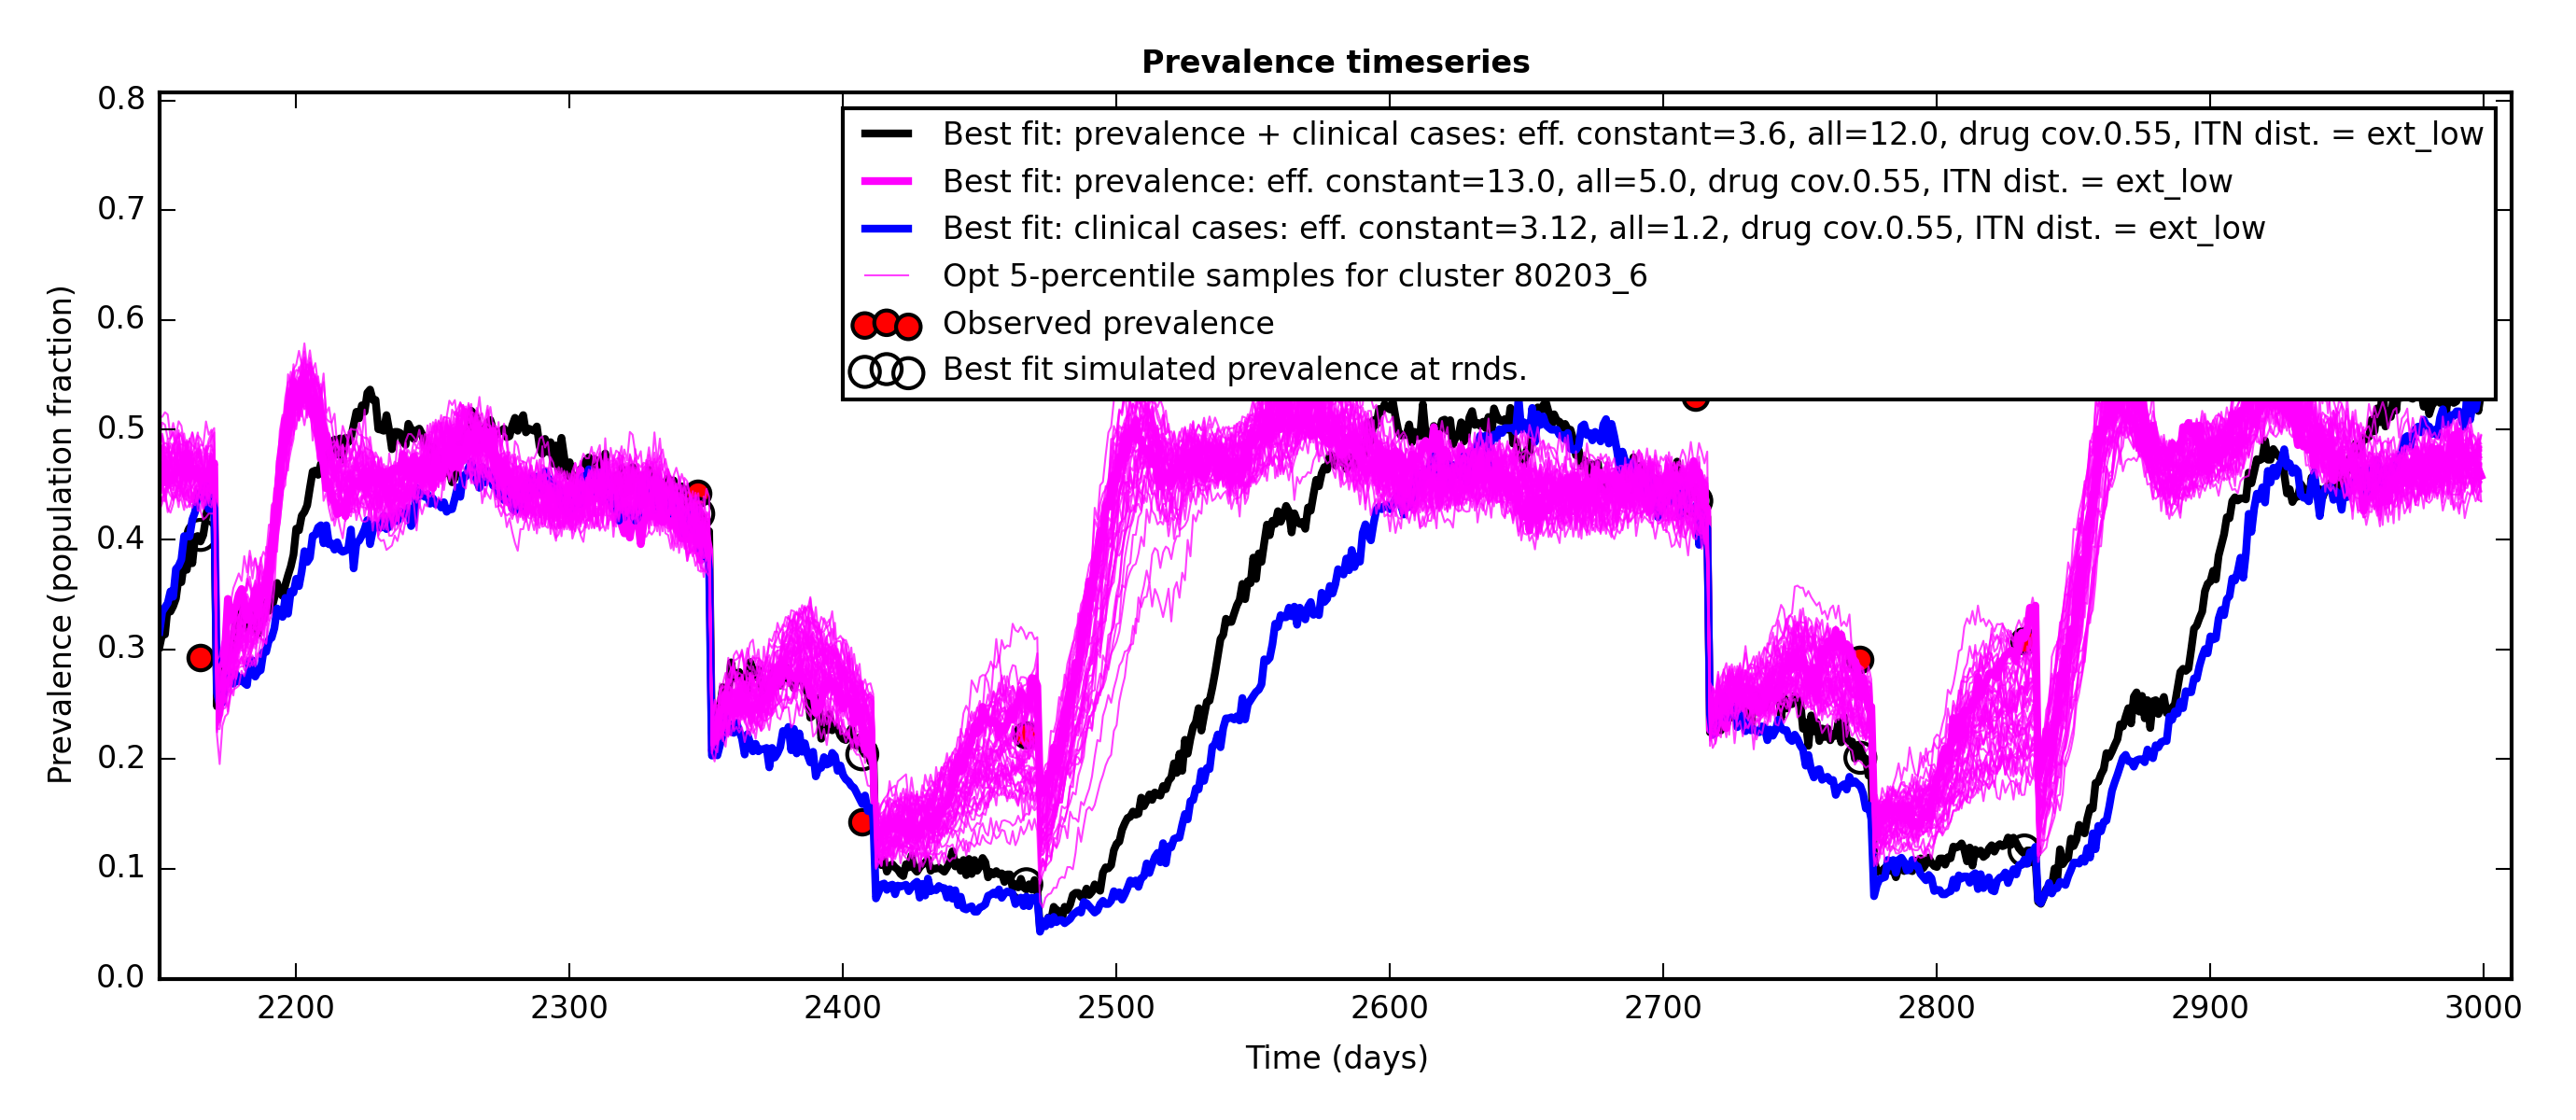 Prevalence timeseries
Best fit: prevalence + clinical cases: eff. constant=3.6, all=12.0, drug cov.0.55, ITN dist. = ext_low
Best fit: prevalence: eff. constant=13.0, all=5.0, drug cov.0.55, ITN dist. = ext_low
Best fit: clinical cases: eff. constant=3.12, all=1.2, drug cov.0.55, ITN dist. = ext_low
Opt 5-percentile samples for cluster 80203_6
Observed prevalence
Best fit simulated prevalence at rnds.
Prevalence (population fraction)
0.8
0.7
0.6
0.5
0.4
0.3
0.2
0.1
0.0
2200 2300 2400 2500 2600 2700 2800 2900 3000
Time (days)